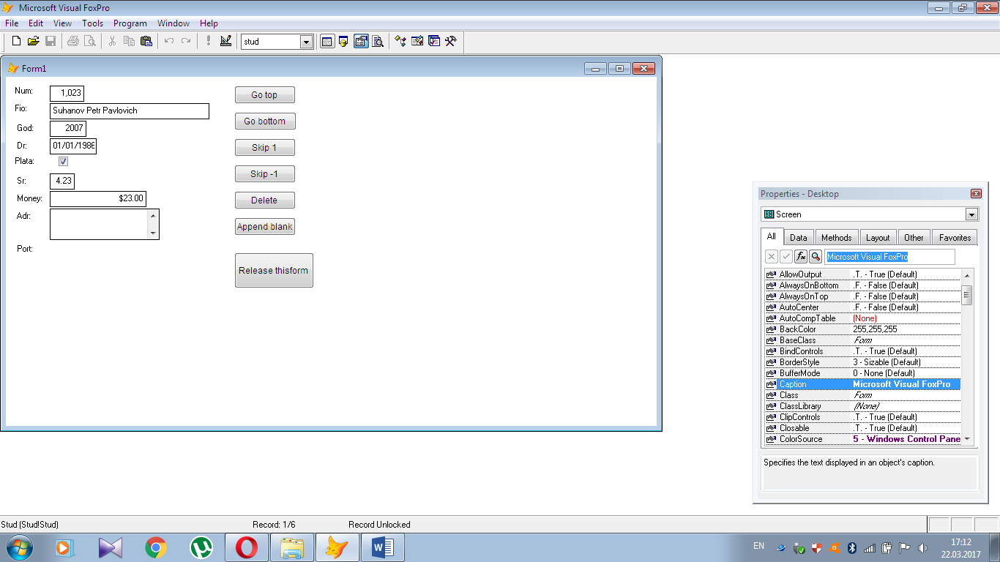 Microsoft Visual FoxPro
File Edit View Tools Program Window Help
stud
Form1
Num: 1,023
Fio: Suhanov Petr Pavlovich
God: 2007
Dr: 01/01/1986
Plata:
Sr: 4.23
Money: $23.00
Adr:
Port:
Go top
Go bottom
Skip 1
Skip -1
Delete
Append blank
Release thisform
Properties - Desktop
Screen
All Data Methods Layout Other Favorites
Microsoft Visual FoxPro
AllowOutput .T. - True (Default)
AlwaysOnBottom .F. - False (Default)
AlwaysOnTop .F. - False (Default)
AutoCenter .F. - False (Default)
AutoCompTable (None)
BackColor 255,255,255
BaseClass Form
BindControls .T. - True (Default)
BorderStyle 3 - Sizable (Default)
BufferMode 0 - None (Default)
Caption Microsoft Visual FoxPro
Class Form
ClassLibrary (None)
ClipControls .T. - True (Default)
Closable .T. - True (Default)
ColorSource 5 - Windows Control Pane
Specifies the text displayed in an object's caption.
Stud (Stud!Stud) Record: 1/6 Record Unlocked
EN 17:12
22.03.2017